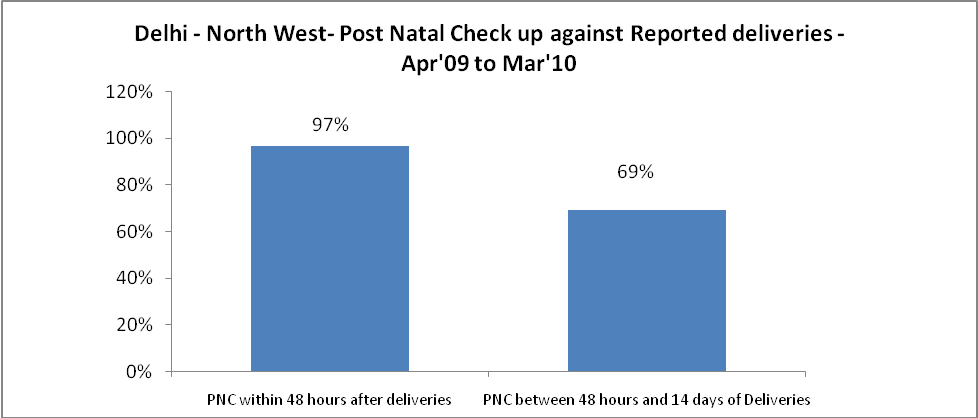 Delhi - North West- Post Natal Check up against Reported deliveries -
Apr'09 to Mar'10
120%
100%
80%
60%
40%
20%
0%
97%
69%
PNC within 48 hours after deliveries
PNC between 48 hours and 14 days of Deliveries